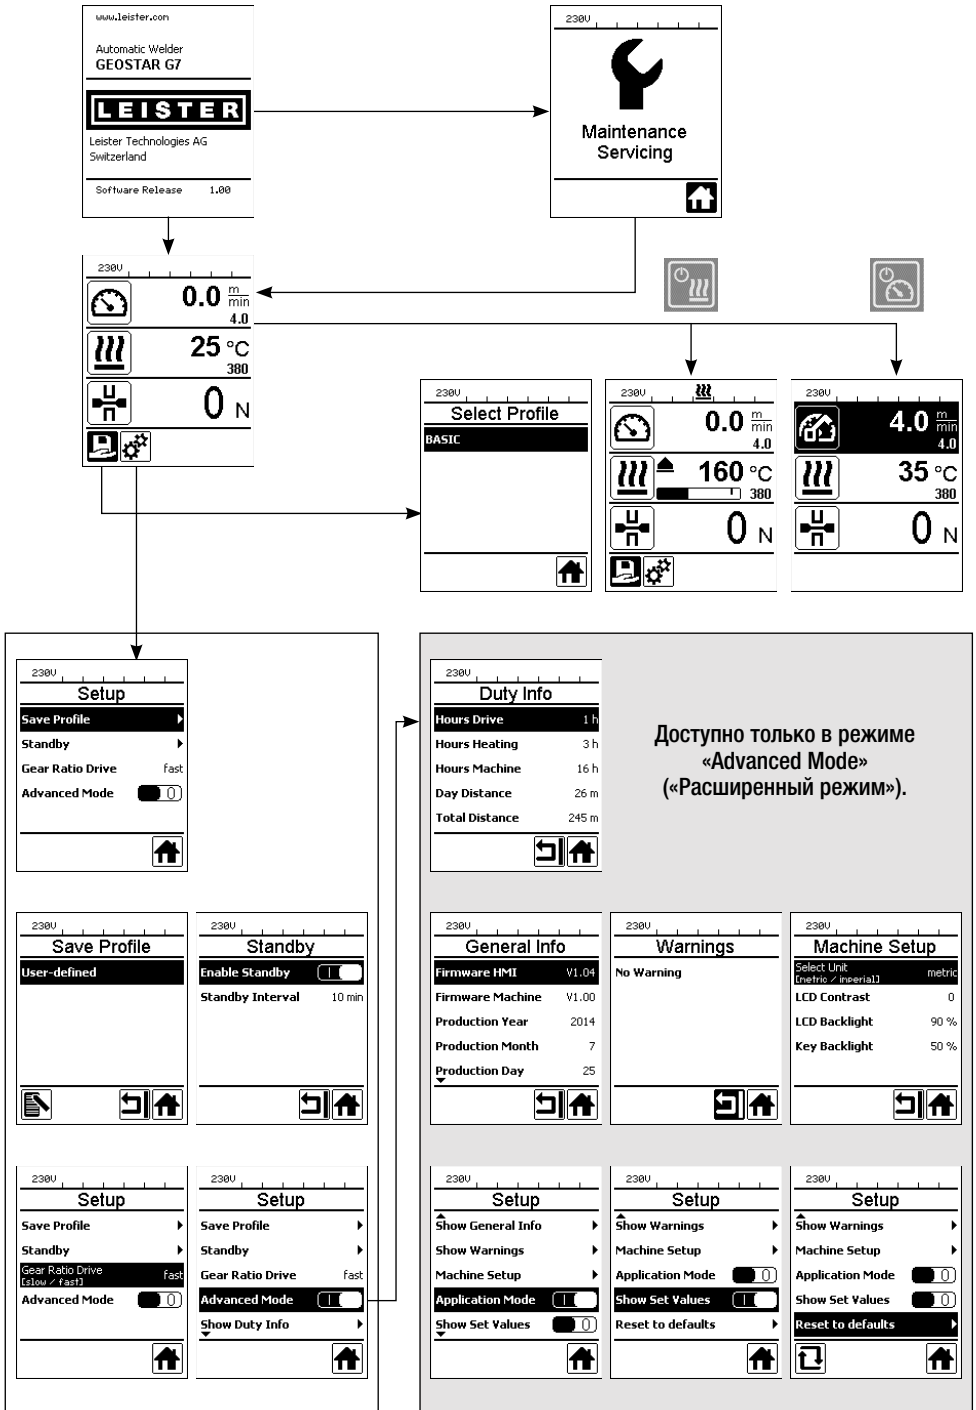 www.leister.com
Automatic Welder
GEOSTAR G7
LEISTER
Leister Technologies AG
Switzerland
Software Release 1.00
230V
Maintenance
Servicing
230V
0.0 m/min
4.0
25 °C
380
0 N
230V
Select Profile
BASIC
230V
0.0 m/min
4.0
160 °C
380
0 N
230V
4.0 m/min
4.0
35 °C
380
0 N
230V
Setup
Save Profile
Standby
Gear Ratio Drive fast
Advanced Mode 0
230V
Duty Info
Hours Drive 1 h
Hours Heating 3 h
Hours Machine 16 h
Day Distance 26 m
Total Distance 245 m
Доступно только в режиме
«Advanced Mode»
(«Расширенный режим»).
230V
Save Profile
User-defined
230V
Standby
Enable Standby I
Standby Interval 10 min
230V
General Info
Firmware HMI V1.04
Firmware Machine V1.00
Production Year 2014
Production Month 7
Production Day 25
230V
Warnings
No Warning
230V
Machine Setup
Select Unit metric
[metric / imperial]
LCD Contrast 0
LCD Backlight 90 %
Key Backlight 50 %
230V
Setup
Save Profile
Standby
Gear Ratio Drive fast
[slow / fast]
Advanced Mode 0
230V
Setup
Save Profile
Standby
Gear Ratio Drive fast
Advanced Mode I
Show Duty Info
230V
Setup
Show General Info
Show Warnings
Machine Setup
Application Mode I
Show Set Values 0
230V
Setup
Show Warnings
Machine Setup
Application Mode 0
Show Set Values I
Reset to defaults
230V
Setup
Show Warnings
Machine Setup
Application Mode 0
Show Set Values 0
Reset to defaults